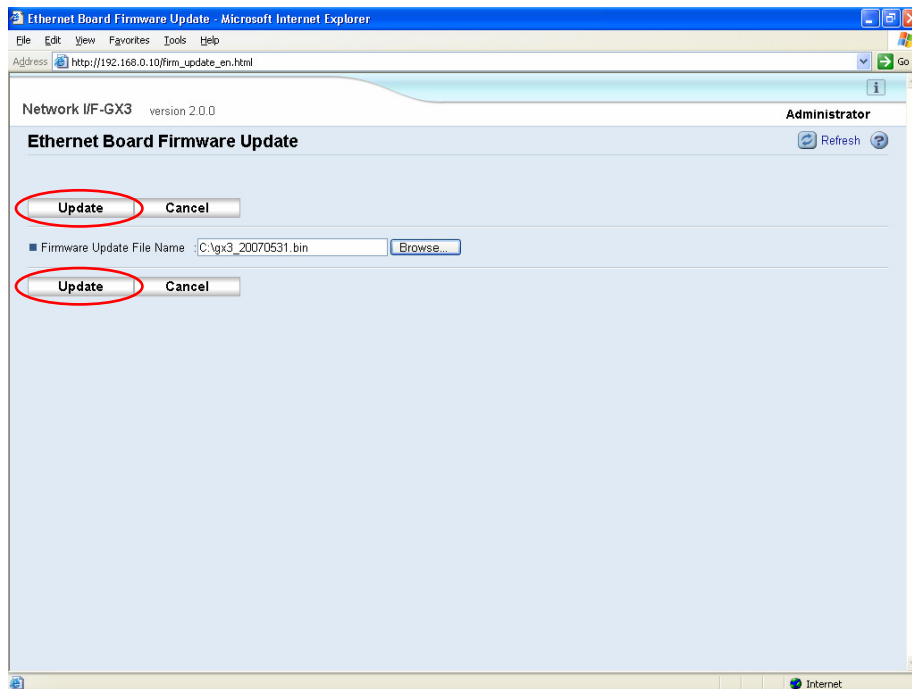 Ethernet Board Firmware Update - Microsoft Internet Explorer
File Edit View Favorites Tools Help
Address http://192.168.0.10/firm_update_en.html Go
i
Network I/F-GX3 version 2.0.0
Administrator
Ethernet Board Firmware Update Refresh ?
Update Cancel
Firmware Update File Name : C:\gx3_20070531.bin Browse...
Update Cancel
Internet